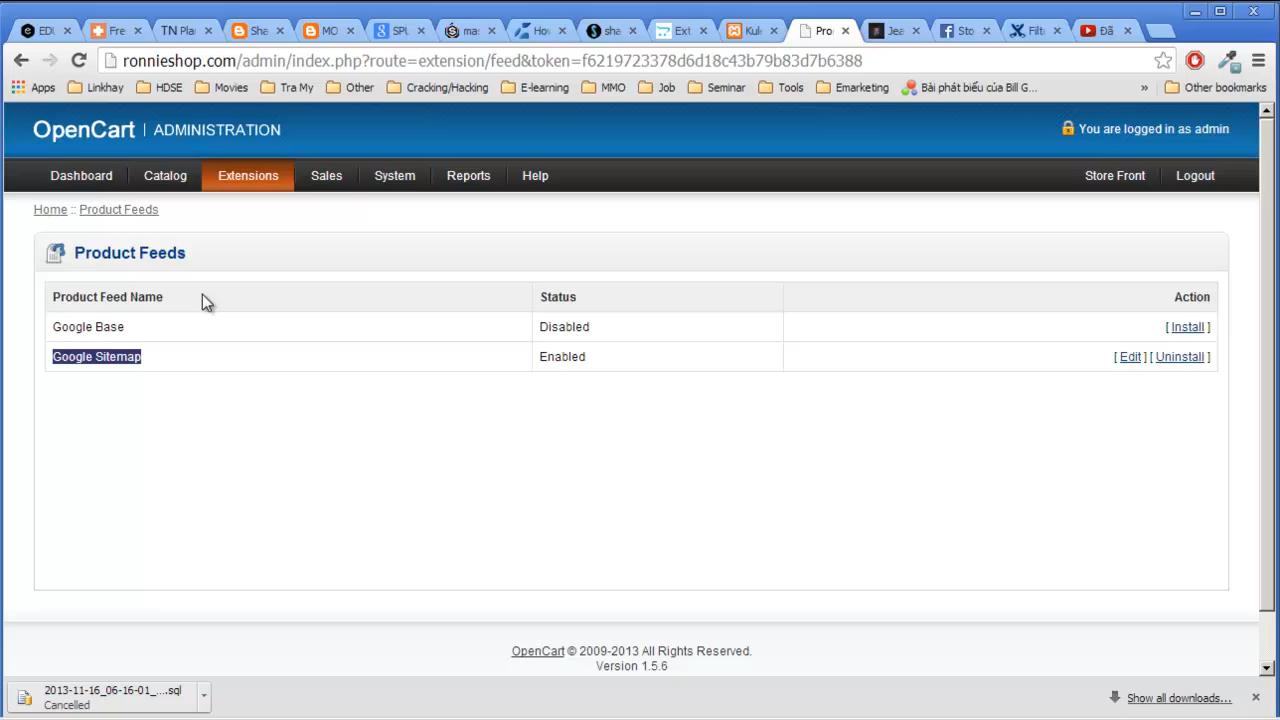 EDU
Fre
TN Plar
Sha
MO
SPL
mar
How
sha
Ext
Kuk
Pro
Jea
Sto
Filt
Đã
ronnieshop.com/admin/index.php?route=extension/feed&token=f6219723378d6d18c43b79b83d7b6388
Apps Linkhay HDSE Movies Tra My Other Cracking/Hacking E-learning MMO Job Seminar Tools Emarketing Bài phát biểu của Bill G... » Other bookmarks
OpenCart | ADMINISTRATION You are logged in as admin
Dashboard Catalog Extensions Sales System Reports Help Store Front Logout
Home :: Product Feeds
Product Feeds
Product Feed Name Status Action
Google Base Disabled [ Install ]
Google Sitemap Enabled [ Edit ] [ Uninstall ]
OpenCart © 2009-2013 All Rights Reserved.
Version 1.5.6
2013-11-16_06-16-01_....sql
Cancelled
Show all downloads...